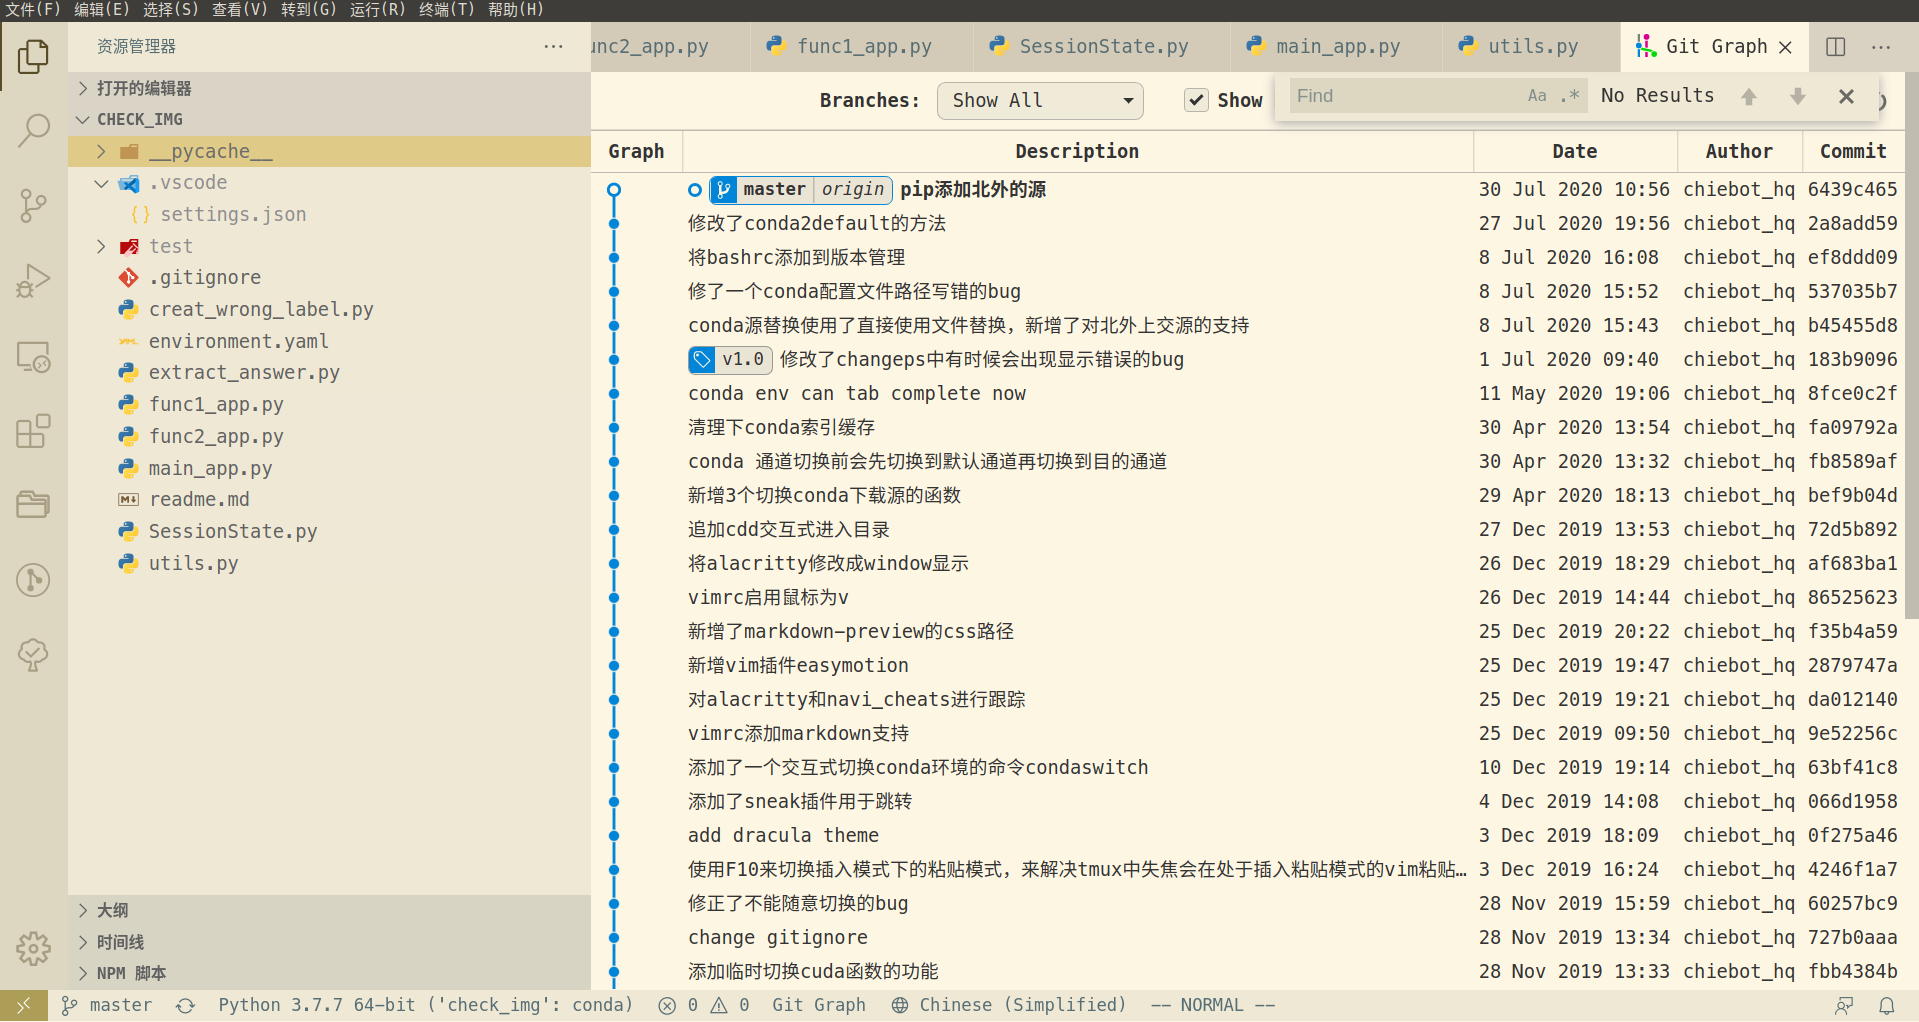 文件(F) 编辑(E) 选择(S) 查看(V) 转到(G) 运行(R) 终端(T) 帮助(H)
资源管理器
打开的编辑器
CHECK_IMG
__pycache__
.vscode
{} settings.json
test
.gitignore
creat_wrong_label.py
environment.yaml
extract_answer.py
func1_app.py
func2_app.py
main_app.py
readme.md
SessionState.py
utils.py
大纲
时间线
NPM 脚本
unc2_app.py func1_app.py SessionState.py main_app.py utils.py Git Graph
Branches: Show All Show Find Aa .* No Results
Graph Description Date Author Commit
master origin pip添加北外的源 30 Jul 2020 10:56 chiebot_hq 6439c465
修改了conda2default的方法 27 Jul 2020 19:56 chiebot_hq 2a8add59
将bashrc添加到版本管理 8 Jul 2020 16:08 chiebot_hq ef8ddd09
修了一个conda配置文件路径写错的bug 8 Jul 2020 15:52 chiebot_hq 537035b7
conda源替换使用了直接使用文件替换，新增了对北外上交源的支持 8 Jul 2020 15:43 chiebot_hq b45455d8
v1.0 修改了changeps中有时候会出现显示错误的bug 1 Jul 2020 09:40 chiebot_hq 183b9096
conda env can tab complete now 11 May 2020 19:06 chiebot_hq 8fce0c2f
清理下conda索引缓存 30 Apr 2020 13:54 chiebot_hq fa09792a
conda 通道切换前会先切换到默认通道再切换到目的通道 30 Apr 2020 13:32 chiebot_hq fb8589af
新增3个切换conda下载源的函数 29 Apr 2020 18:13 chiebot_hq bef9b04d
追加cdd交互式进入目录 27 Dec 2019 13:53 chiebot_hq 72d5b892
将alacritty修改成window显示 26 Dec 2019 18:29 chiebot_hq af683ba1
vimrc启用鼠标为v 26 Dec 2019 14:44 chiebot_hq 86525623
新增了markdown-preview的css路径 25 Dec 2019 20:22 chiebot_hq f35b4a59
新增vim插件easymotion 25 Dec 2019 19:47 chiebot_hq 2879747a
对alacritty和navi_cheats进行跟踪 25 Dec 2019 19:21 chiebot_hq da012140
vimrc添加markdown支持 25 Dec 2019 09:50 chiebot_hq 9e52256c
添加了一个交互式切换conda环境的命令condaswitch 10 Dec 2019 19:14 chiebot_hq 63bf41c8
添加了sneak插件用于跳转 4 Dec 2019 14:08 chiebot_hq 066d1958
add dracula theme 3 Dec 2019 18:09 chiebot_hq 0f275a46
使用F10来切换插入模式下的粘贴模式，来解决tmux中失焦会在处于插入粘贴模式的vim粘贴… 3 Dec 2019 16:24 chiebot_hq 4246f1a7
修正了不能随意切换的bug 28 Nov 2019 15:59 chiebot_hq 60257bc9
change gitignore 28 Nov 2019 13:34 chiebot_hq 727b0aaa
添加临时切换cuda函数的功能 28 Nov 2019 13:33 chiebot_hq fbb4384b
master Python 3.7.7 64-bit ('check_img': conda) 0 0 Git Graph Chinese (Simplified) -- NORMAL --